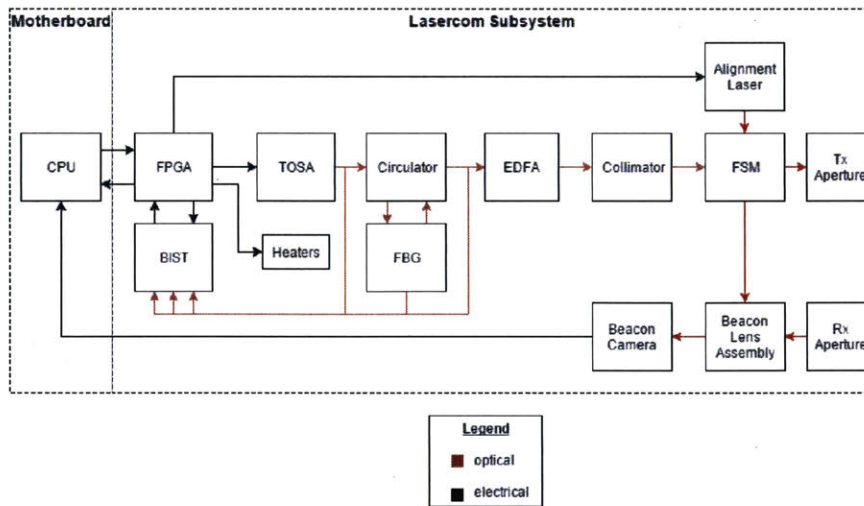 Motherboard
Lasercom Subsystem
Alignment
Laser
CPU
FPGA
TOSA
Circulator
EDFA
Collimator
FSM
Tx
Aperture
BIST
Heaters
FBG
Beacon
Camera
Beacon
Lens
Assembly
Rx
Aperture
Legend
optical
electrical